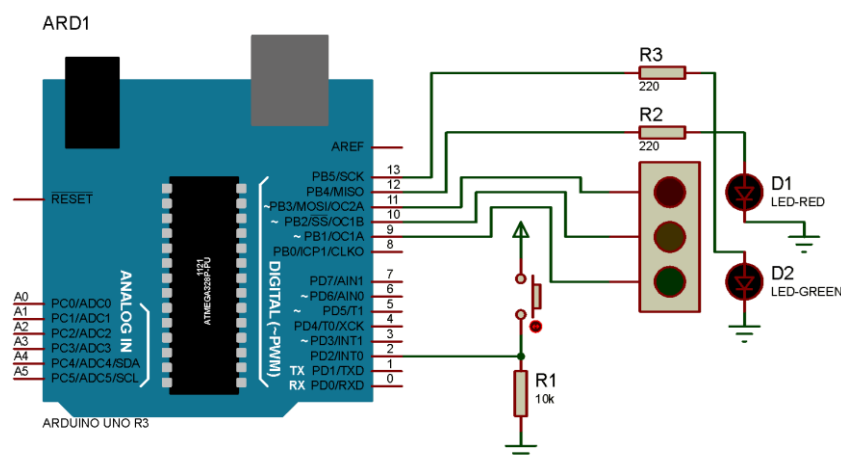 ARD1
R3
220
R2
220
AREF
RESET
PB5/SCK 13
PB4/MISO 12
~PB3/MOSI/OC2A 11
~ PB2/SS/OC1B 10
~ PB1/OC1A 9
PB0/ICP1/CLKO 8
PD7/AIN1 7
~ PD6/AIN0 6
~ PD5/T1 5
PD4/T0/XCK 4
~ PD3/INT1 3
PD2/INT0 2
TX PD1/TXD 1
RX PD0/RXD 0
DIGITAL (~PWM)
1121
ATMEGA328P-PU
ANALOG IN
A0 PC0/ADC0
A1 PC1/ADC1
A2 PC2/ADC2
A3 PC3/ADC3
A4 PC4/ADC4/SDA
A5 PC5/ADC5/SCL
ARDUINO UNO R3
D1
LED-RED
D2
LED-GREEN
R1
10k